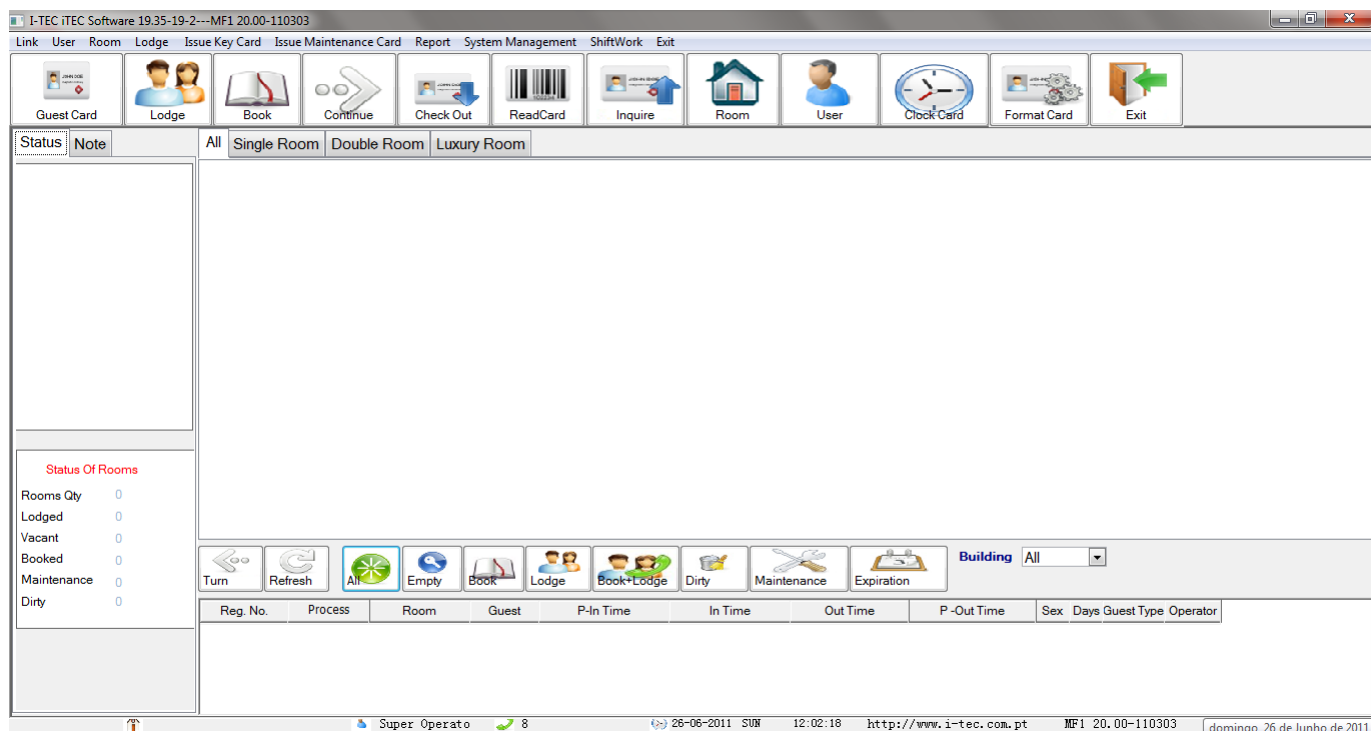 I-TEC iTEC Software 19.35-19-2---MF1 20.00-110303
Link User Room Lodge Issue Key Card Issue Maintenance Card Report System Management ShiftWork Exit
Guest Card Lodge Book Continue Check Out ReadCard Inquire Room User Clock Card Format Card Exit
Status Note All Single Room Double Room Luxury Room
Status Of Rooms
Rooms Qty 0
Lodged 0
Vacant 0
Booked 0
Maintenance 0
Dirty 0
Turn Refresh All Empty Book Lodge Book+Lodge Dirty Maintenance Expiration Building All
Reg. No. Process Room Guest P-In Time In Time Out Time P -Out Time Sex Days Guest Type Operator
Super Operato 8 26-06-2011 SUN 12:02:18 http://www.i-tec.com.pt MF1 20.00-110303 domingo, 26 de Junho de 2011